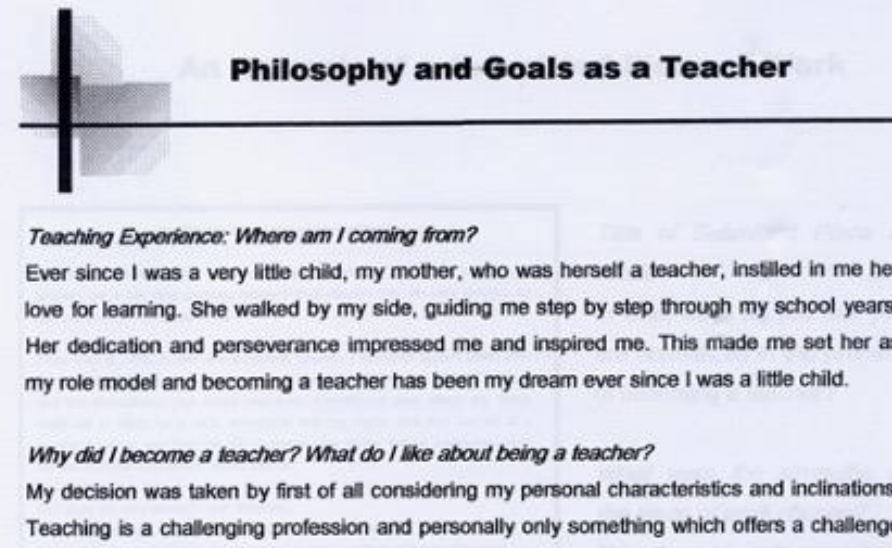 Philosophy and Goals as a Teacher
Teaching Experience: Where am I coming from?
Ever since I was a very little child, my mother, who was herself a teacher, instilled in me he
love for learning. She walked by my side, guiding me step by step through my school years
Her dedication and perseverance impressed me and inspired me. This made me set her as
my role model and becoming a teacher has been my dream ever since I was a little child.
Why did I become a teacher? What do I like about being a teacher?
My decision was taken by first of all considering my personal characteristics and inclinations
Teaching is a challenging profession and personally only something which offers a challenge